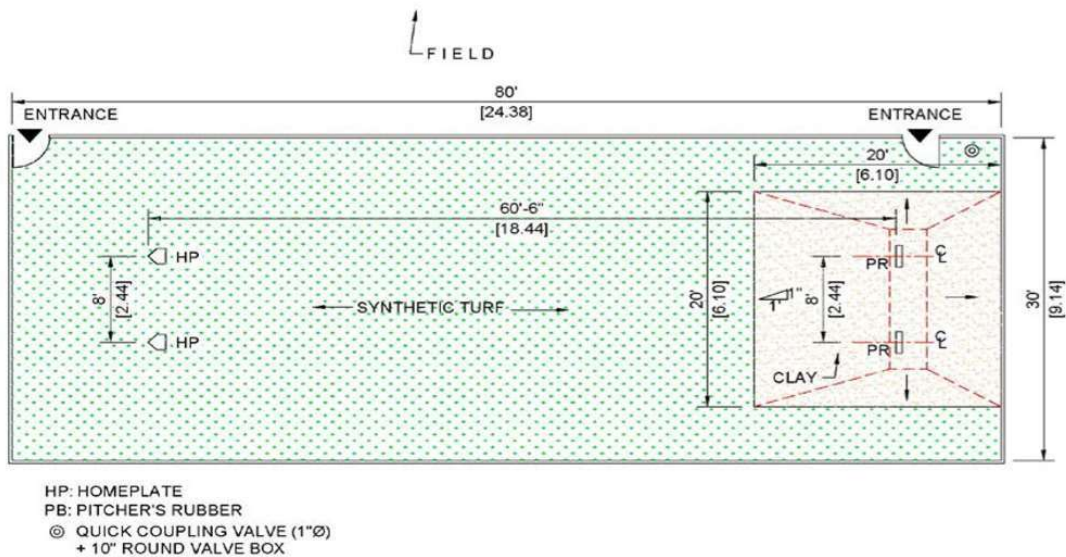 FIELD
80'
[24.38]
ENTRANCE
ENTRANCE
20'
[6.10]
60'-6"
[18.44]
HP
PR
℄
8'
[2.44]
SYNTHETIC TURF
20'
[6.10]
1"
1'
8'
[2.44]
30'
[9.14]
HP
PR
℄
CLAY
HP: HOMEPLATE
PB: PITCHER'S RUBBER
QUICK COUPLING VALVE (1"Ø)
+ 10" ROUND VALVE BOX